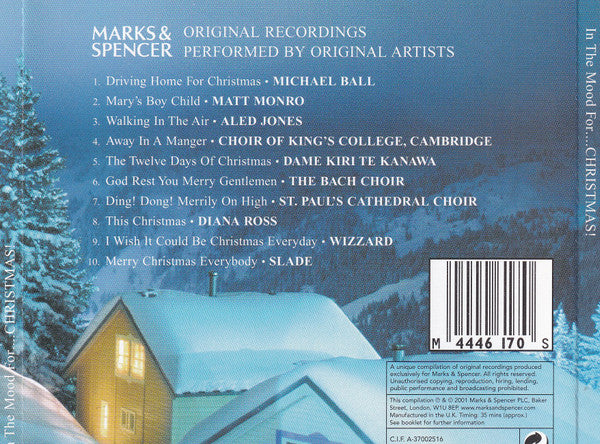 MARKS & SPENCER
ORIGINAL RECORDINGS
PERFORMED BY ORIGINAL ARTISTS
1. Driving Home For Christmas • MICHAEL BALL
2. Mary's Boy Child • MATT MONRO
3. Walking In The Air • ALED JONES
4. Away In A Manger • CHOIR OF KING'S COLLEGE, CAMBRIDGE
5. The Twelve Days Of Christmas • DAME KIRI TE KANAWA
6. God Rest You Merry Gentlemen • THE BACH CHOIR
7. Ding! Dong! Merrily On High • ST. PAUL'S CATHEDRAL CHOIR
8. This Christmas • DIANA ROSS
9. I Wish It Could Be Christmas Everyday • WIZZARD
10. Merry Christmas Everybody • SLADE
M 4446 170 S
A unique compilation of original recordings produced
exclusively for Marks & Spencer. All rights reserved.
Unauthorised copying, reproduction, hiring, lending,
public performance and broadcasting prohibited.
This compilation ℗ & © 2001 Marks & Spencer PLC, Baker
Street, London, W1U 8EP. www.marksandspencer.com
Manufactured in the U.K. Timing: 35 mins (approx.)
See booklet for further information
C.I.F. A-37002516
In The Mood For....CHRISTMAS!
In The Mood For....CHRISTMAS!